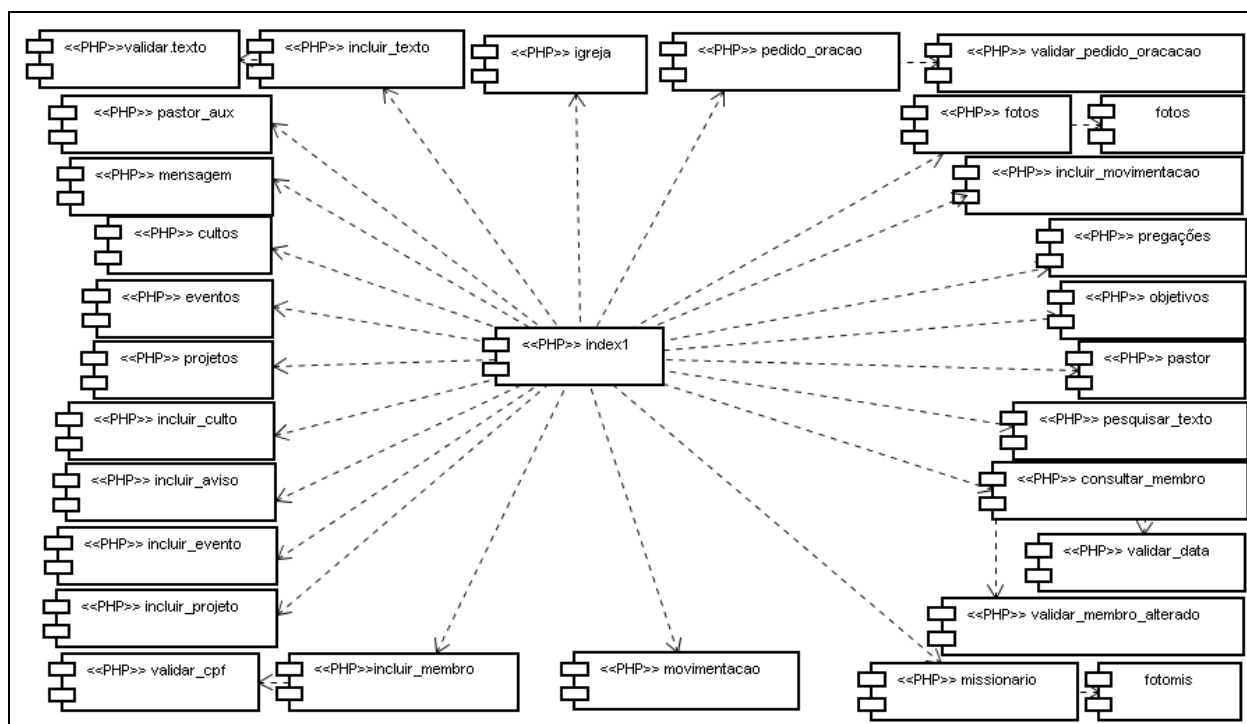 <<PHP>>validar.texto
<<PHP>> incluir_texto
<<PHP>> igreja
<<PHP>> pedido_oracao
<<PHP>> validar_pedido_oracacao
<<PHP>> pastor_aux
<<PHP>> fotos
fotos
<<PHP>> mensagem
<<PHP>> incluir_movimentacao
<<PHP>> cultos
<<PHP>> pregações
<<PHP>> eventos
<<PHP>> objetivos
<<PHP>> projetos
<<PHP>> index1
<<PHP>> pastor
<<PHP>> incluir_culto
<<PHP>> pesquisar_texto
<<PHP>> incluir_aviso
<<PHP>> consultar_membro
<<PHP>> incluir_evento
<<PHP>> validar_data
<<PHP>> incluir_projeto
<<PHP>> validar_membro_alterado
<<PHP>> validar_cpf
<<PHP>>incluir_membro
<<PHP>> movimentacao
<<PHP>> missionario
fotomis